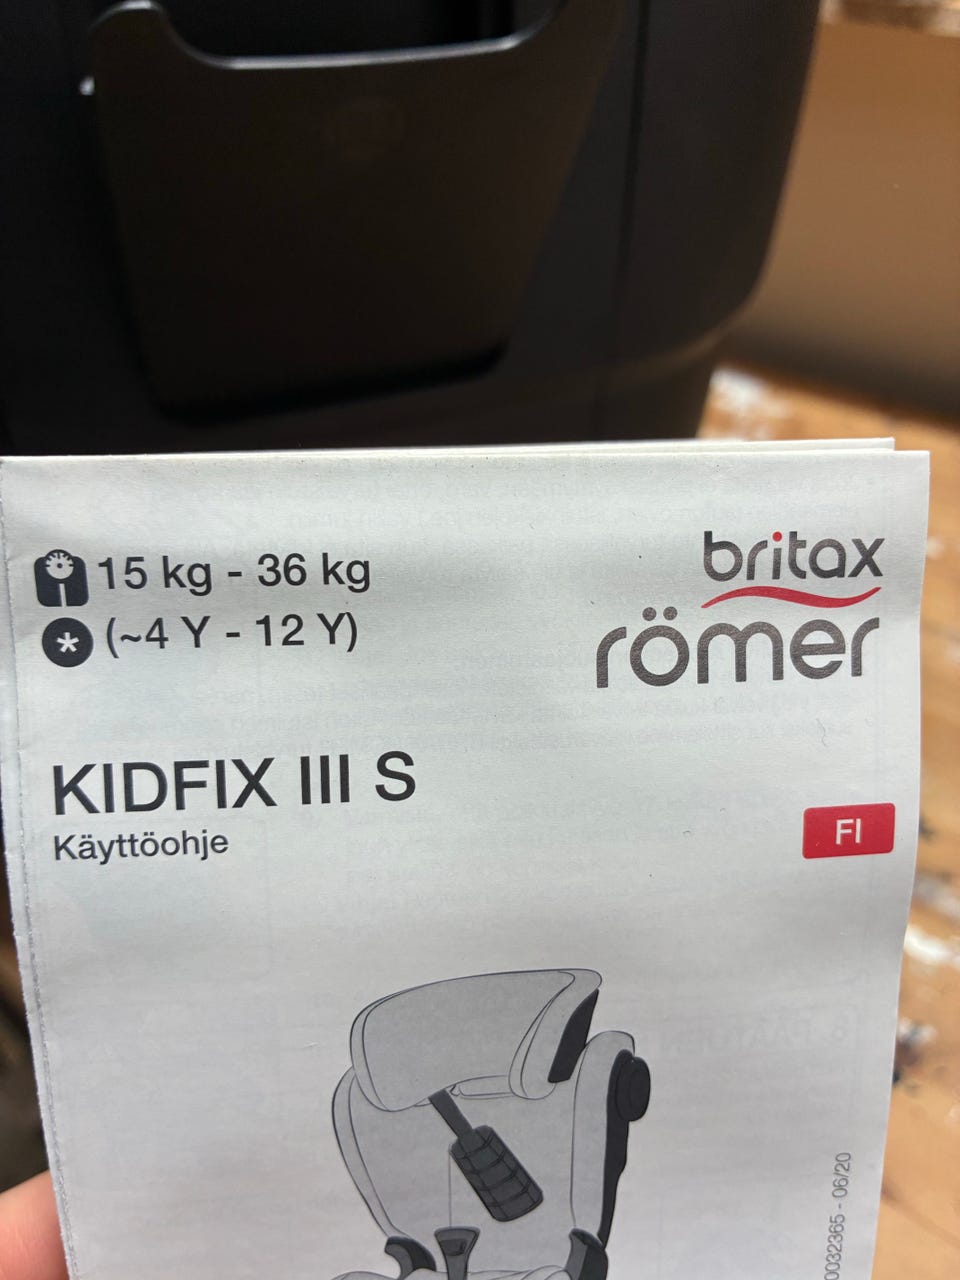 15 kg - 36 kg
(~4 Y - 12 Y)
britax
römer
KIDFIX III S
Käyttöohje
FI
0032365 - 06/20